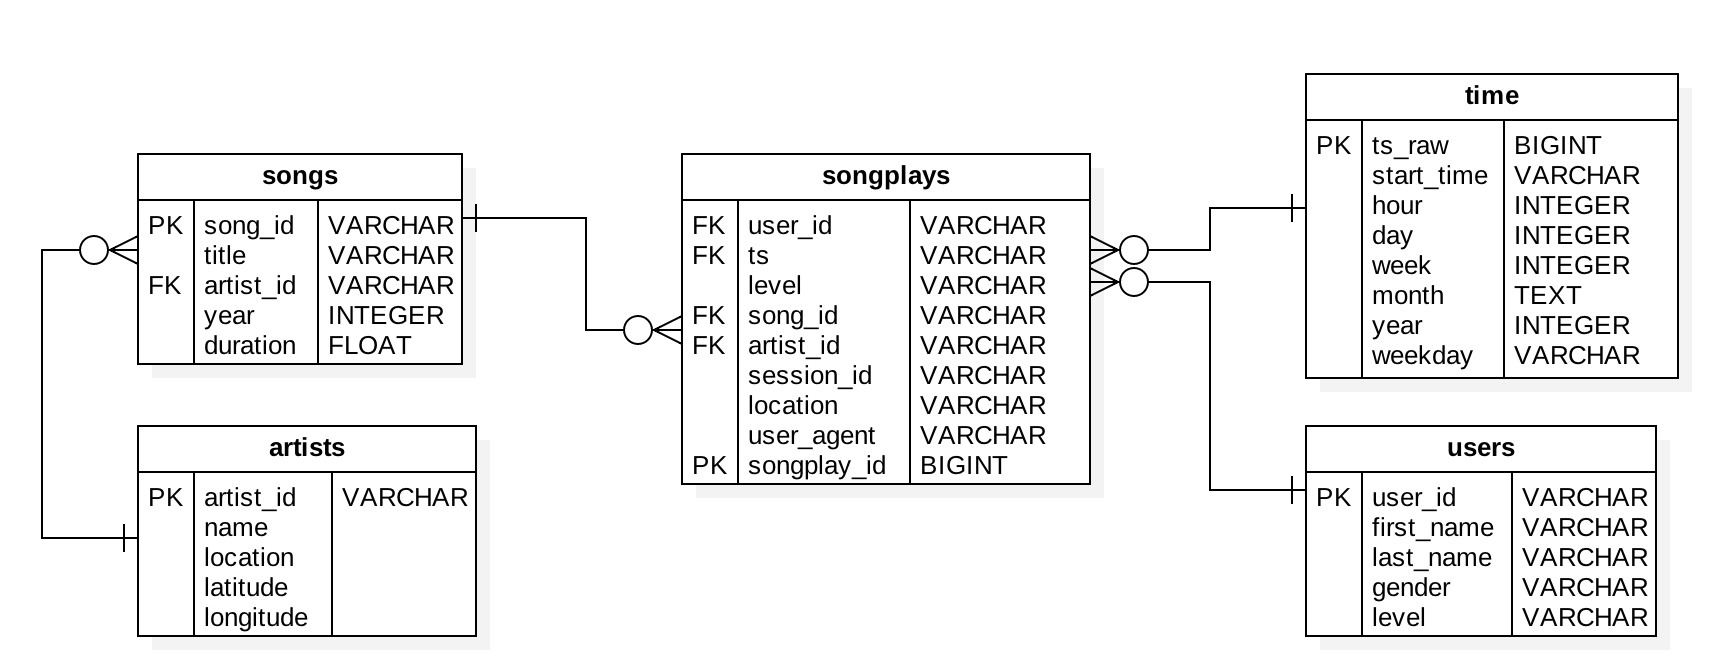 songs
PK song_id VARCHAR
title VARCHAR
FK artist_id VARCHAR
year INTEGER
duration FLOAT
artists
PK artist_id VARCHAR
name
location
latitude
longitude
songplays
FK user_id VARCHAR
FK ts VARCHAR
level VARCHAR
FK song_id VARCHAR
FK artist_id VARCHAR
session_id VARCHAR
location VARCHAR
user_agent VARCHAR
PK songplay_id BIGINT
time
PK ts_raw BIGINT
start_time VARCHAR
hour INTEGER
day INTEGER
week INTEGER
month TEXT
year INTEGER
weekday VARCHAR
users
PK user_id VARCHAR
first_name VARCHAR
last_name VARCHAR
gender VARCHAR
level VARCHAR